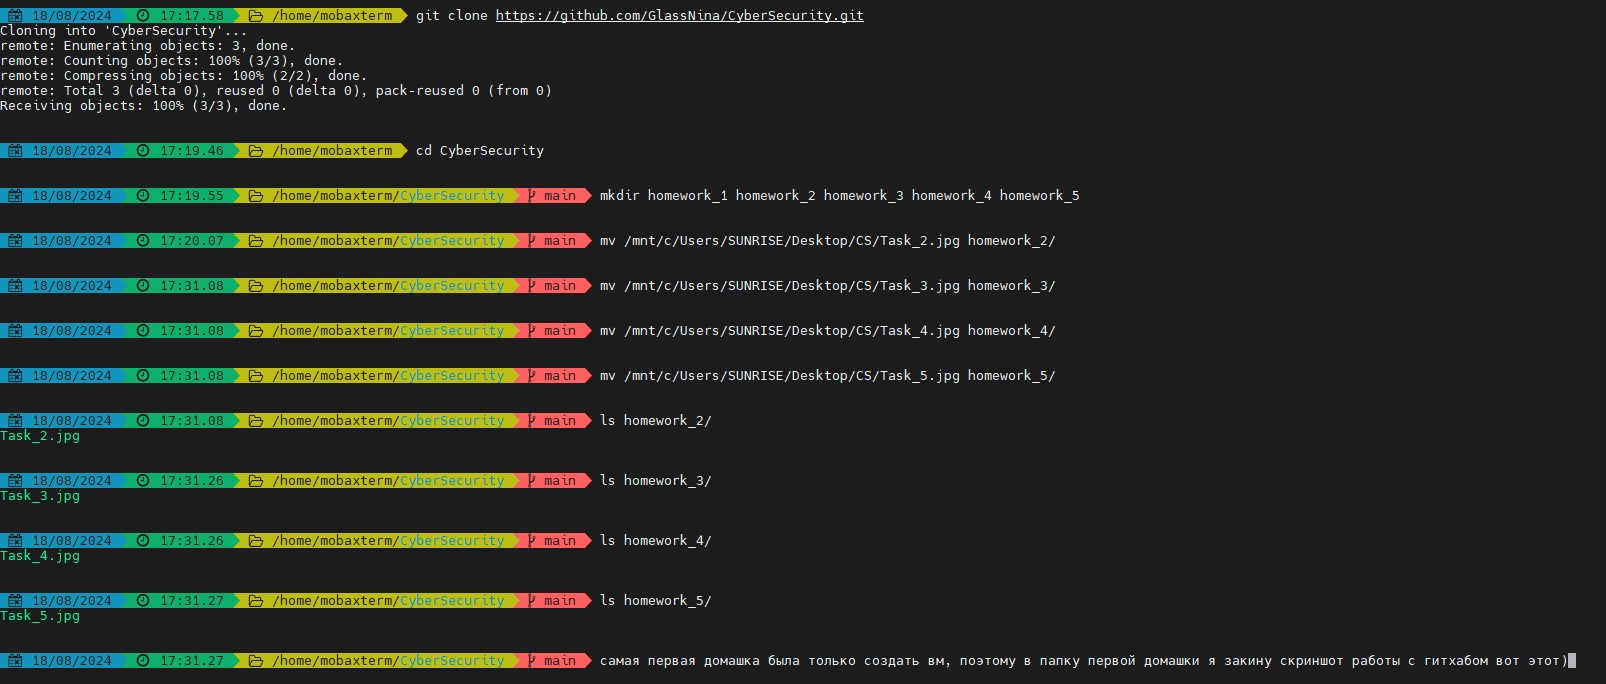 18/08/2024 17:17.58 /home/mobaxterm git clone https://github.com/GlassNina/CyberSecurity.git
Cloning into 'CyberSecurity'...
remote: Enumerating objects: 3, done.
remote: Counting objects: 100% (3/3), done.
remote: Compressing objects: 100% (2/2), done.
remote: Total 3 (delta 0), reused 0 (delta 0), pack-reused 0 (from 0)
Receiving objects: 100% (3/3), done.
18/08/2024 17:19.46 /home/mobaxterm cd CyberSecurity
18/08/2024 17:19.55 /home/mobaxterm/CyberSecurity main mkdir homework_1 homework_2 homework_3 homework_4 homework_5
18/08/2024 17:20.07 /home/mobaxterm/CyberSecurity main mv /mnt/c/Users/SUNRISE/Desktop/CS/Task_2.jpg homework_2/
18/08/2024 17:31.08 /home/mobaxterm/CyberSecurity main mv /mnt/c/Users/SUNRISE/Desktop/CS/Task_3.jpg homework_3/
18/08/2024 17:31.08 /home/mobaxterm/CyberSecurity main mv /mnt/c/Users/SUNRISE/Desktop/CS/Task_4.jpg homework_4/
18/08/2024 17:31.08 /home/mobaxterm/CyberSecurity main mv /mnt/c/Users/SUNRISE/Desktop/CS/Task_5.jpg homework_5/
18/08/2024 17:31.08 /home/mobaxterm/CyberSecurity main ls homework_2/
Task_2.jpg
18/08/2024 17:31.26 /home/mobaxterm/CyberSecurity main ls homework_3/
Task_3.jpg
18/08/2024 17:31.26 /home/mobaxterm/CyberSecurity main ls homework_4/
Task_4.jpg
18/08/2024 17:31.27 /home/mobaxterm/CyberSecurity main ls homework_5/
Task_5.jpg
18/08/2024 17:31.27 /home/mobaxterm/CyberSecurity main самая первая домашка была только создать вм, поэтому в папку первой домашки я закину скриншот работы с гитхабом вот этот)